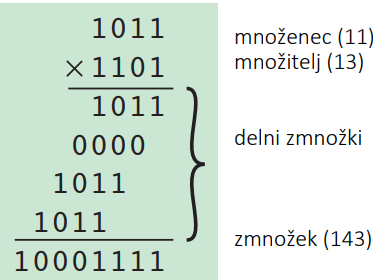 1011 množenec (11)
×1101 množitelj (13)
1011
0000 delni zmnožki
1011
1011
10001111 zmnožek (143)